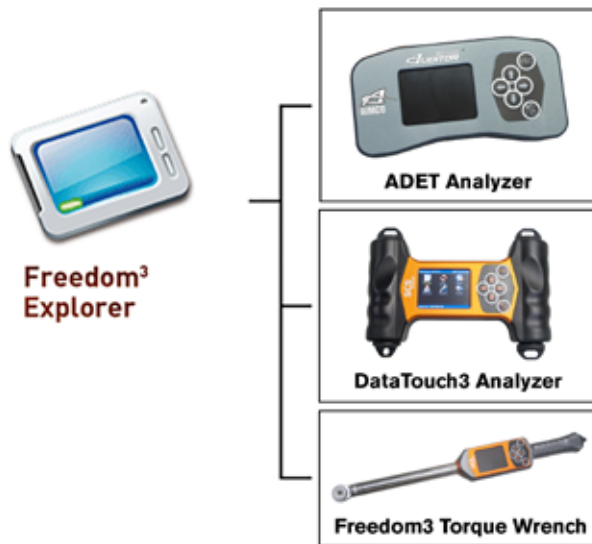 Freedom³
Explorer
ADET Analyzer
DataTouch3 Analyzer
Freedom3 Torque Wrench